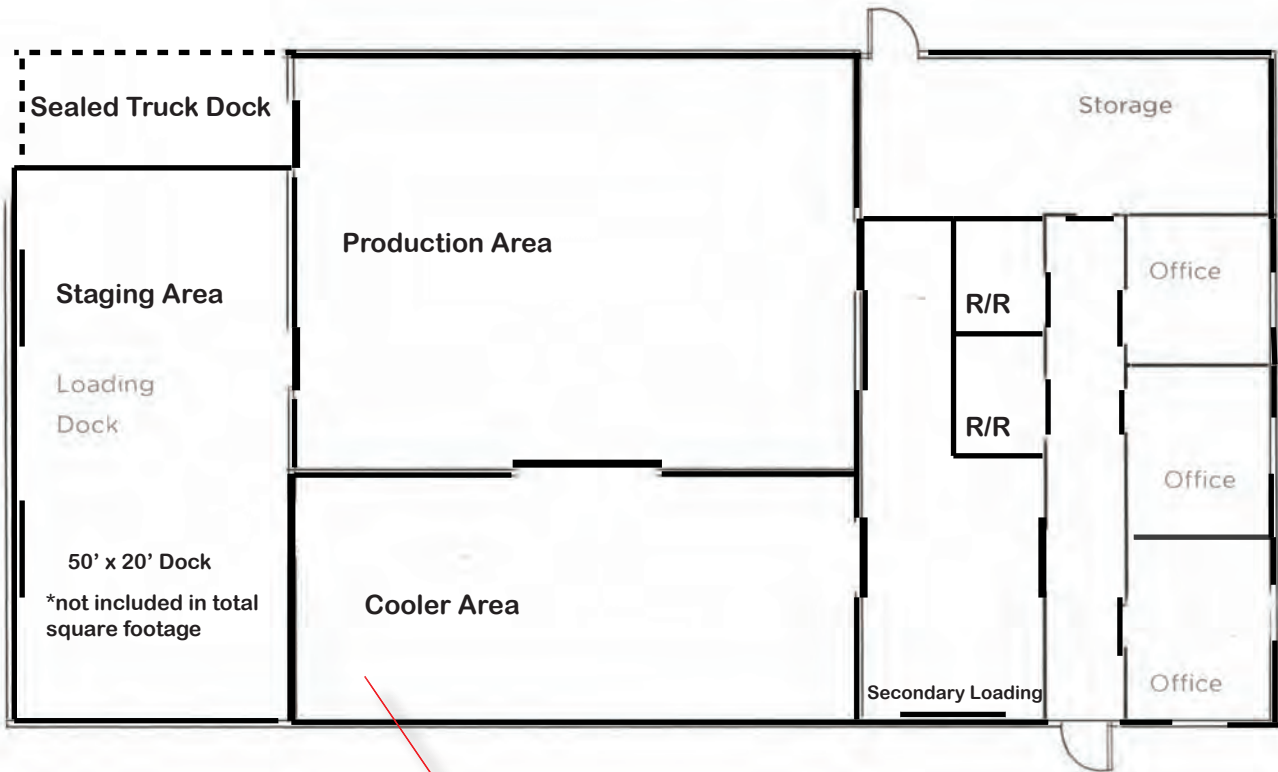 Sealed Truck Dock
Storage
Production Area
Staging Area
Office
R/R
Loading
Dock
R/R
Office
50’ x 20’ Dock
*not included in total
square footage
Cooler Area
Secondary Loading
Office